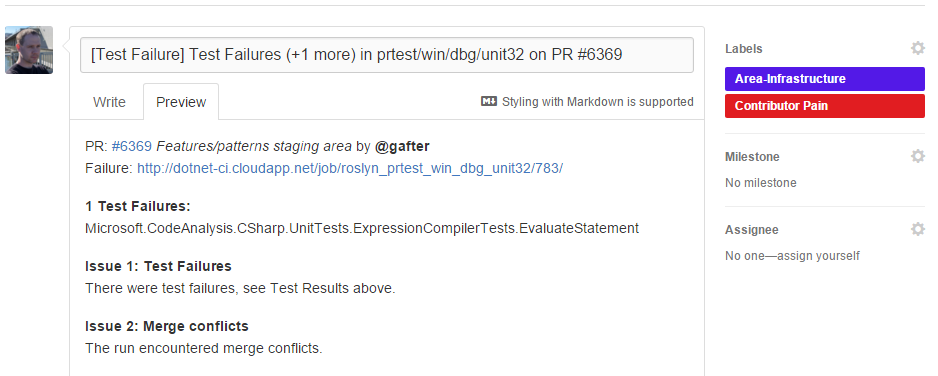 [Test Failure] Test Failures (+1 more) in prtest/win/dbg/unit32 on PR #6369
Write
Preview
Styling with Markdown is supported
PR: #6369 Features/patterns staging area by @gafter
Failure: http://dotnet-ci.cloudapp.net/job/roslyn_prtest_win_dbg_unit32/783/
1 Test Failures:
Microsoft.CodeAnalysis.CSharp.UnitTests.ExpressionCompilerTests.EvaluateStatement
Issue 1: Test Failures
There were test failures, see Test Results above.
Issue 2: Merge conflicts
The run encountered merge conflicts.
Labels
Area-Infrastructure
Contributor Pain
Milestone
No milestone
Assignee
No one—assign yourself